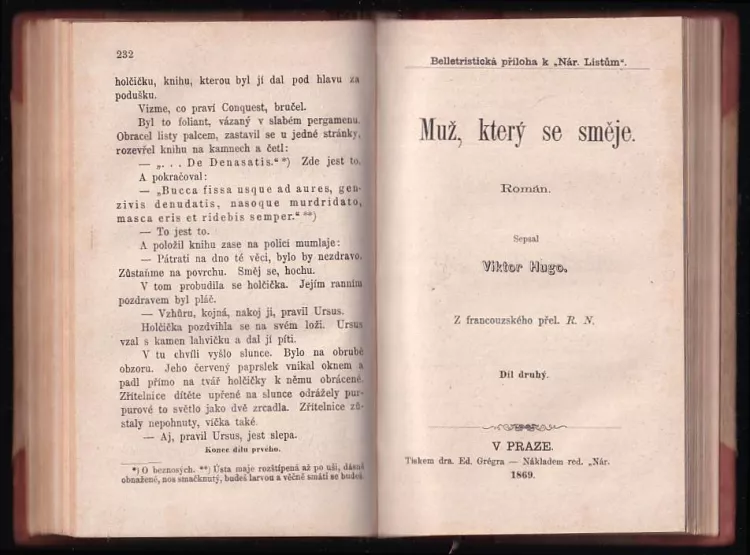 232
holčičku, knihu, kterou byl jí dal pod hlavu za
podušku.
Vizme, co praví Conquest, bručel.
Byl to foliant, vázaný v slabém pergamenu.
Obracel listy palcem, zastavil se u jedné stránky,
rozevřel knihu na kamnech a četl:
— „. . . De Denasatis.“ *) Zde jest to.
A pokračoval:
— „Bucca fissa usque ad aures, gen-
zivis denudatis, nasoque murdridato,
masca eris et ridebis semper.“ **)
— To jest to.
A položil knihu zase na polici mumlaje:
— Pátrati na dno té věci, bylo by nezdravo.
Zůstaňme na povrchu. Směj se, hochu.
V tom probudila se holčička. Jejím ranním
pozdravem byl pláč.
— Vzhůru, kojná, nakoj ji, pravil Ursus.
Holčička pozdvihla se na svém loži. Ursus
vzal s kamen lahvičku a dal jí píti.
V tu chvíli vyšlo slunce. Bylo na obrubě
obzoru. Jeho červený paprslek vnikal oknem a
padl přímo na tvář holčičky k němu obrácené.
Zřitelnice dítěte upřené na slunce odrážely pur-
purové to světlo jako dvě zrcadla. Zřitelnice zů-
staly nepohnuty, víčka také.
— Aj, pravil Ursus, jest slepa.
Konec dílu prvého.
*) O beznosých. **) Ústa maje rozštípená až po uši, dásně
obnažené, nos smačknutý, budeš larvou a věčně smáti se budeš.
Belletristická příloha k „Nár. Listům“.
Muž, který se směje.
Román.
Sepsal
Viktor Hugo.
Z francouzského přel. R. N.
Díl druhý.
V PRAZE.
Tiskem dra. Ed. Grégra — Nákladem red. „Nár.
1869.